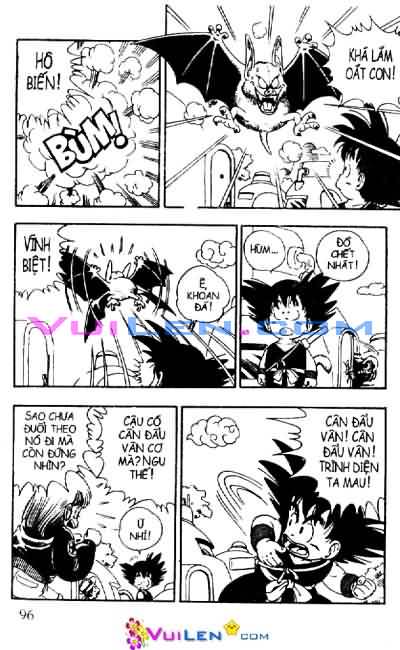 HÔ
BIẾN!
BÙM!
KHÁ LẮM
OẮT CON!
VĨNH
BIỆT!
Ê,
KHOAN
ĐÃ!
HÙM...
ĐỒ
CHẾT
NHÁT!
VUILEN.COM
SAO CHƯA
ĐUỔI THEO
NÓ ĐI MÀ
CÒN ĐỨNG
NHÌN?
CẬU CÓ
CÂN ĐẨU
VÂN CƠ
MÀ? NGU
THẾ!
Ừ
NHỈ!
CÂN ĐẨU
VÂN! CÂN
ĐẨU VÂN!
TRÌNH DIỆN
TA MAU!
96
VUILEN.COM